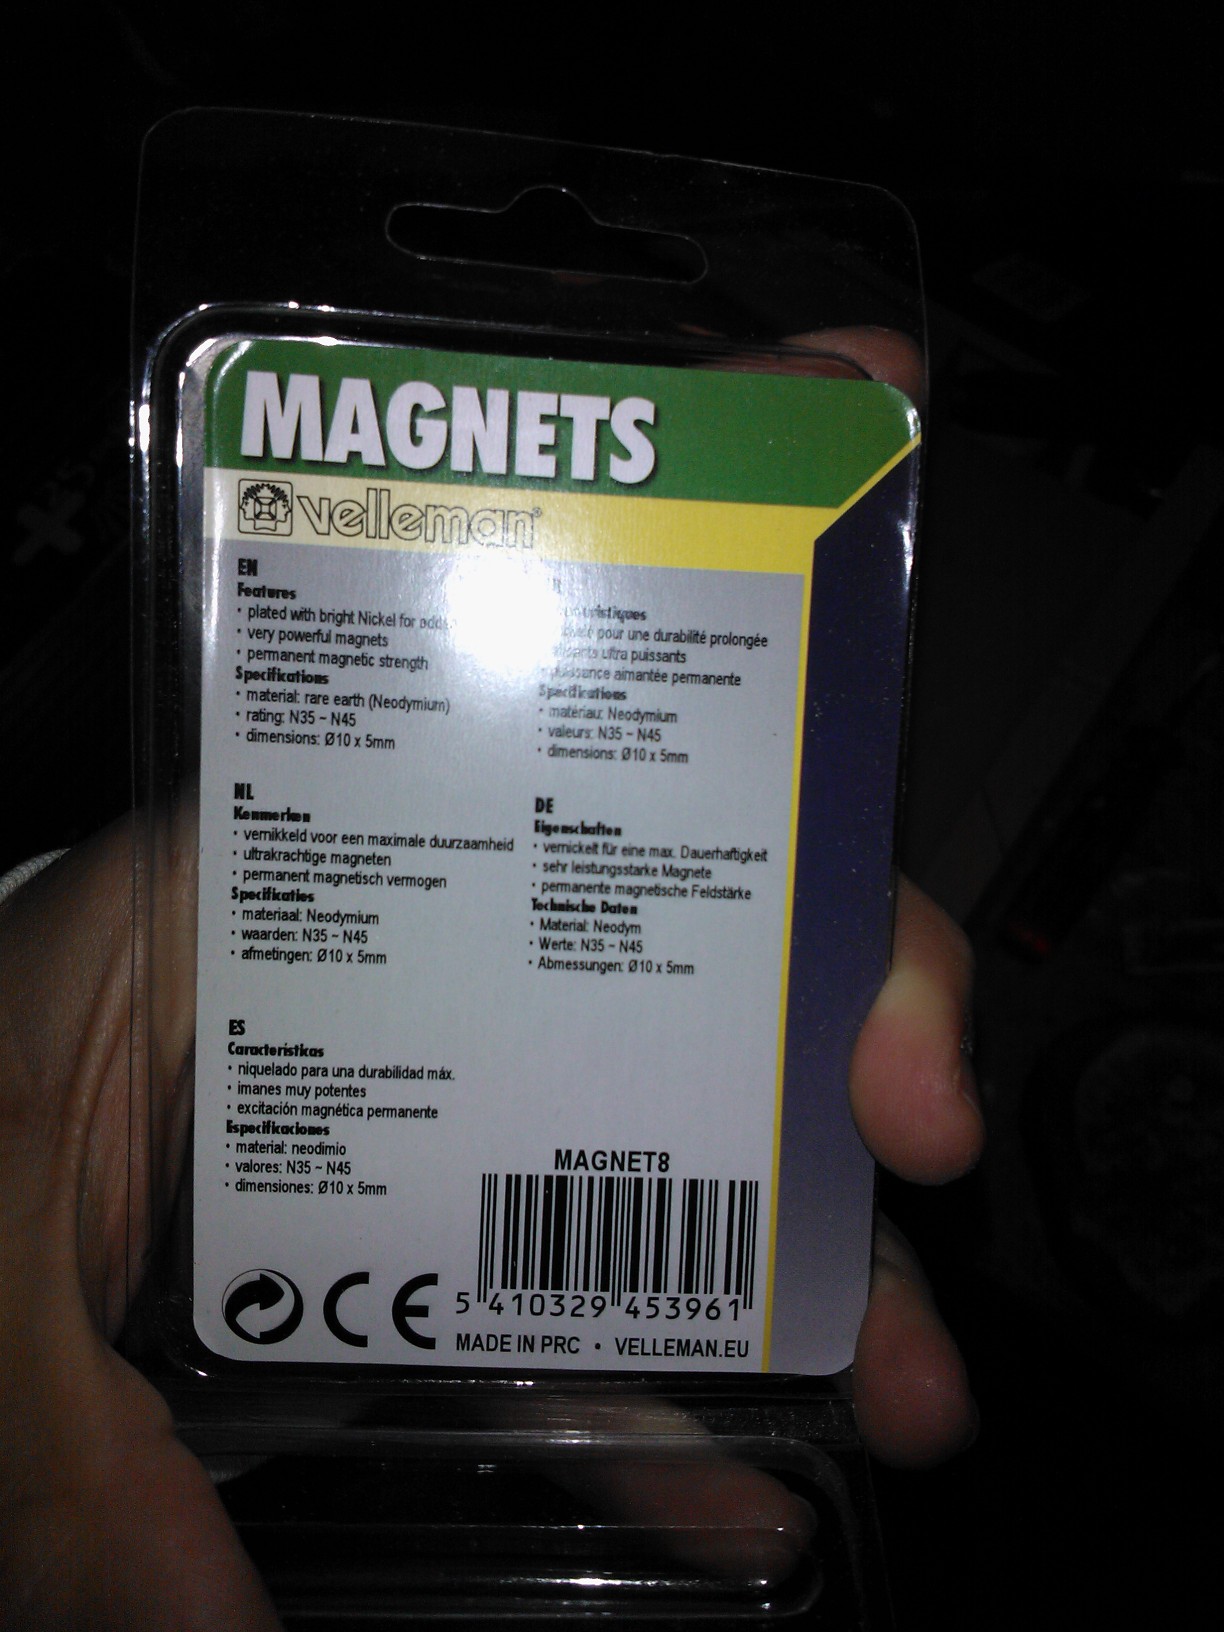 MAGNETS
velleman®
EN
Features
• plated with bright Nickel for
• very powerful magnets
• permanent magnetic strength
Specifications
• material: rare earth (Neodymium)
• rating: N35 ~ N45
• dimensions: Ø10 x 5mm
pour une durabilité prolongée
ultra puissants
aimantée permanente
Spécifications
• matériau: Neodymium
• valeurs: N35 ~ N45
• dimensions: Ø10 x 5mm
NL
Kenmerken
• vernikkeld voor een maximale duurzaamheid
• ultrakrachtige magneten
• permanent magnetisch vermogen
Specificaties
• materiaal: Neodymium
• waarden: N35 ~ N45
• afmetingen: Ø10 x 5mm
DE
Eigenschaften
• vernickelt für eine max. Dauerhaftigkeit
• sehr leistungsstarke Magnete
• permanente magnetische Feldstärke
Technische Daten
• Material: Neodym
• Werte: N35 ~ N45
• Abmessungen: Ø10 x 5mm
ES
Características
• niquelado para una durabilidad máx.
• imanes muy potentes
• excitación magnética permanente
Especificaciones
• material: neodimio
• valores: N35 ~ N45
• dimensiones: Ø10 x 5mm
MAGNET8
5 410329 453961
CE
MADE IN PRC • VELLEMAN.EU